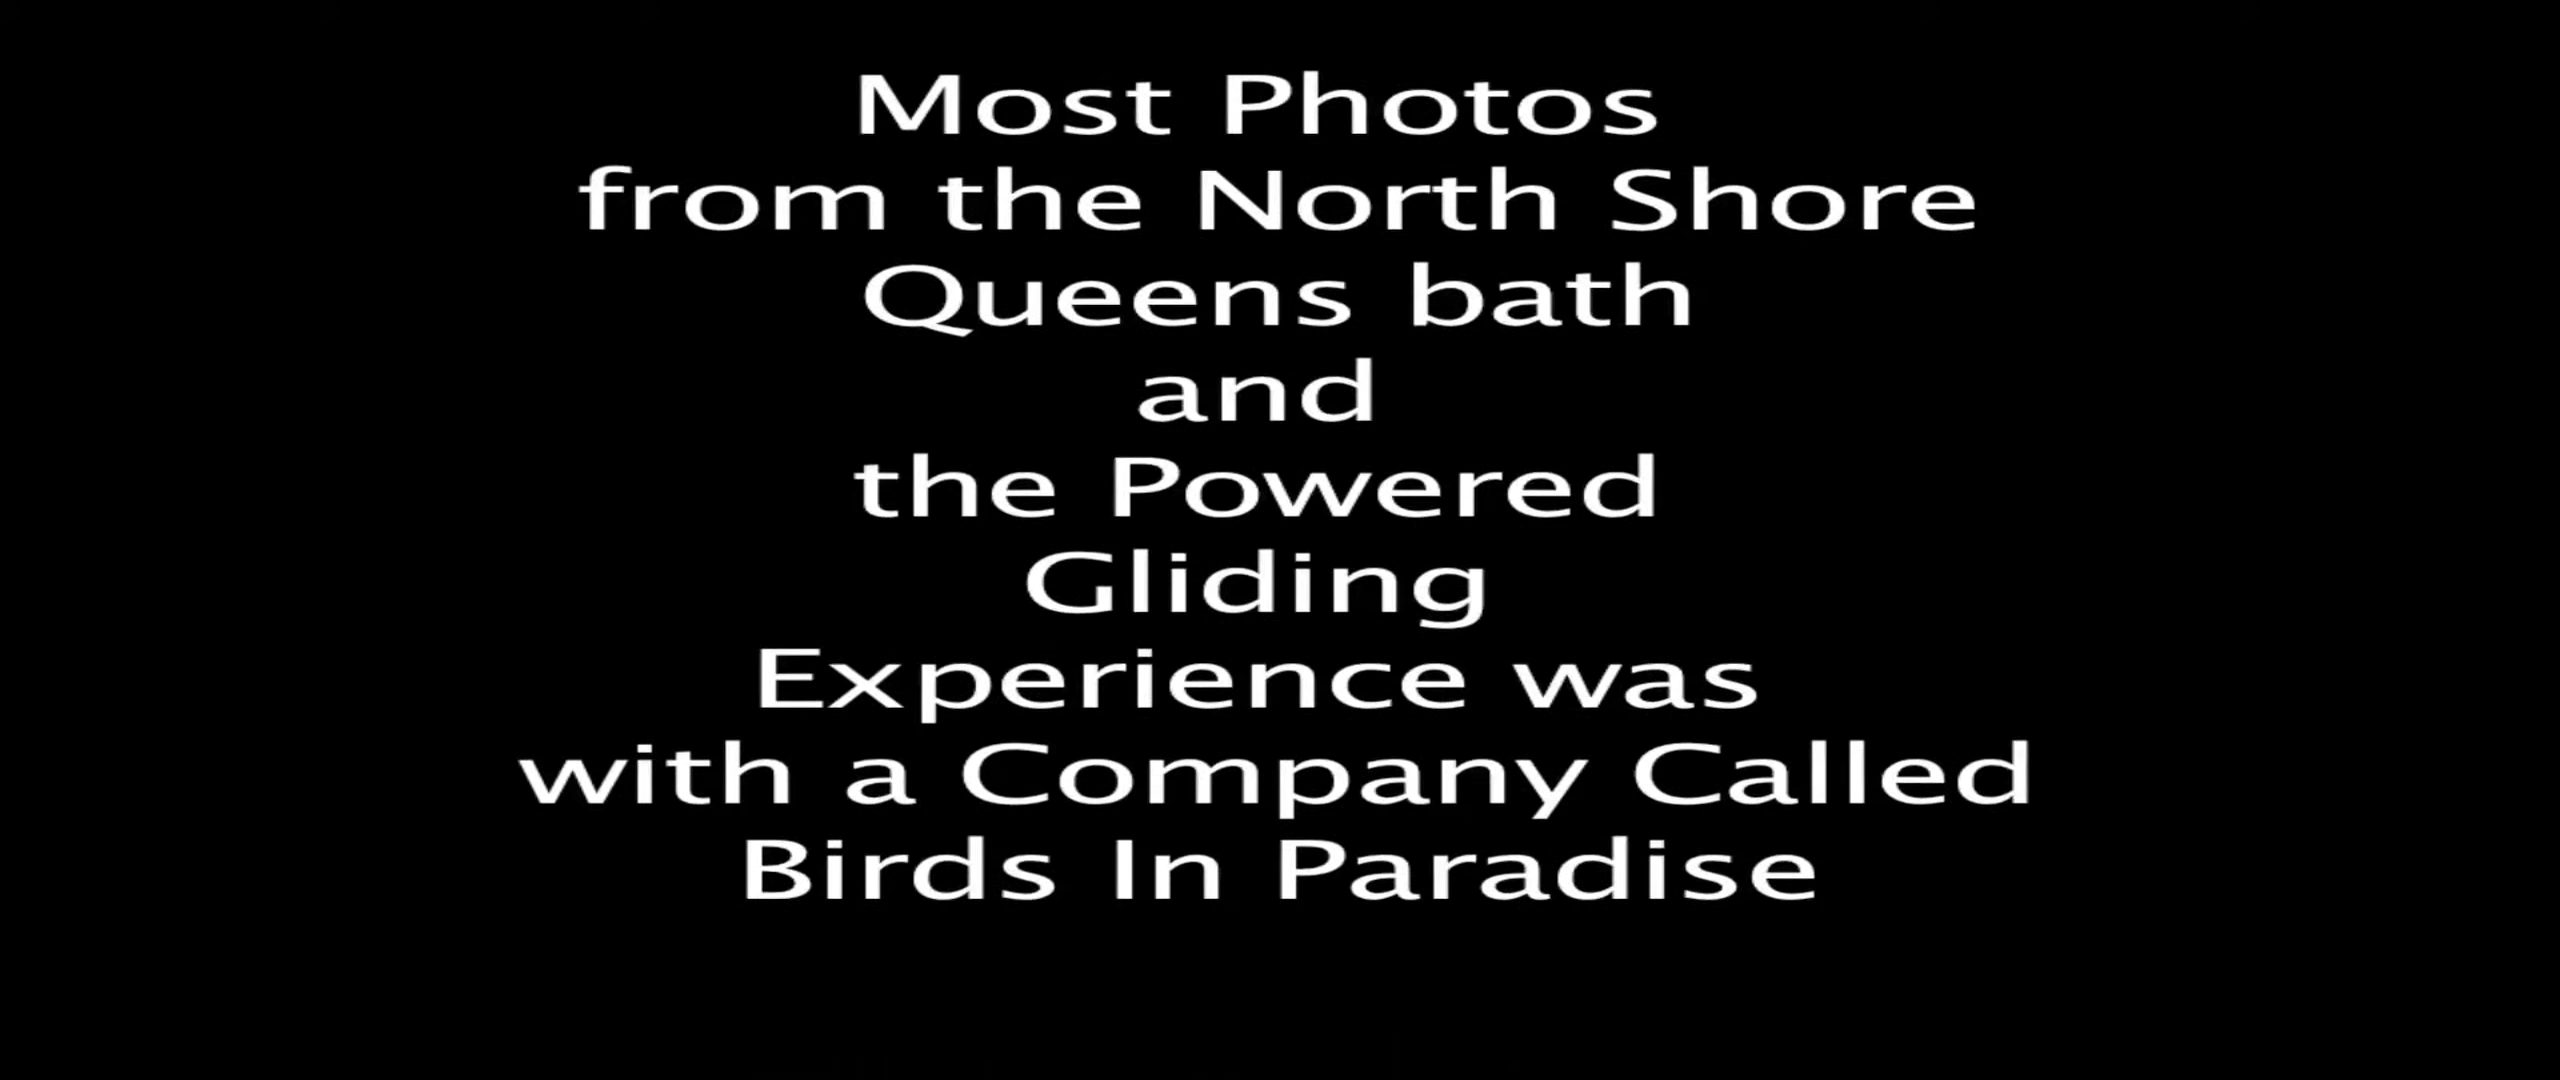 Most Photos
from the North Shore
Queens bath
and
the Powered
Gliding
Experience was
with a Company Called
Birds In Paradise